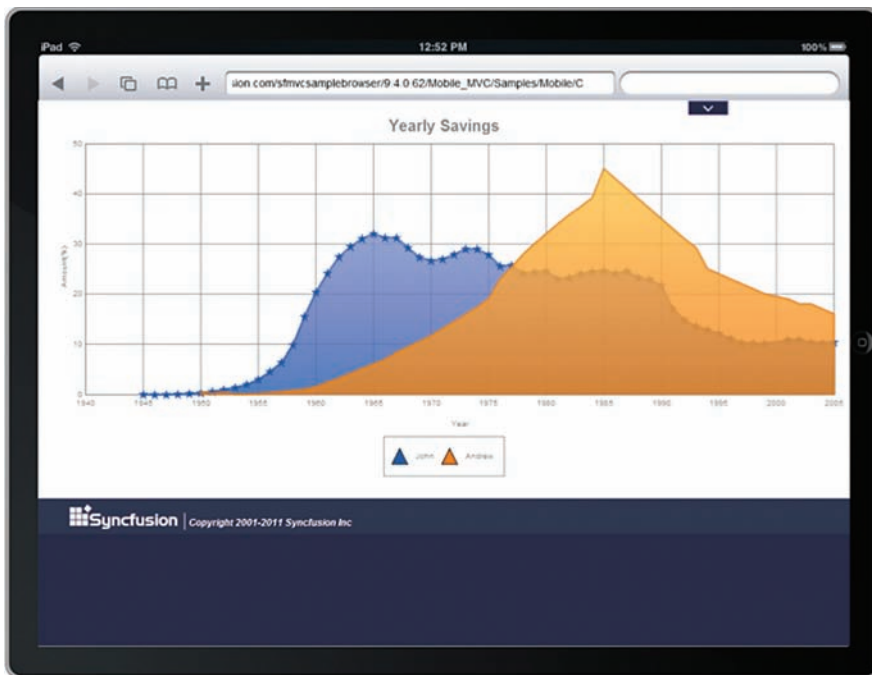 iPad 12:52 PM 100%
ion.com/sfmvcsamplebrowser/9.4.0.62/Mobile_MVC/Samples/Mobile/C
Yearly Savings
50
40
30
20
10
0
Amount(%)
1940 1945 1950 1955 1960 1965 1970 1975 1980 1985 1990 1995 2000 2005
Year
John Andrew
Syncfusion | Copyright 2001-2011 Syncfusion Inc